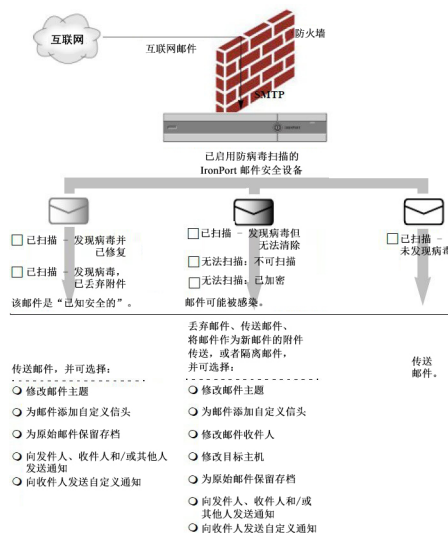 互联网
互联网邮件
防火墙
SMTP
已启用防病毒扫描的
IronPort 邮件安全设备
已扫描 - 发现病毒并
已修复
已扫描 - 发现病毒，
已丢弃附件
该邮件是“已知安全的”。
已扫描 - 发现病毒但
无法清除
无法扫描：不可扫描
无法扫描：已加密
邮件可能被感染。
已扫描 -
未发现病毒
传送邮件，并可选择：
修改邮件主题
为邮件添加自定义信头
为原始邮件保留存档
向发件人、收件人和/或其他人
发送通知
向收件人发送自定义通知
丢弃邮件、传送邮件、
将邮件作为新邮件的附件
传送，或者隔离邮件，
并可选择：
修改邮件主题
为邮件添加自定义信头
修改邮件收件人
修改目标主机
为原始邮件保留存档
向发件人、收件人和/或
其他人发送通知
向收件人发送自定义通知
传送
邮件。